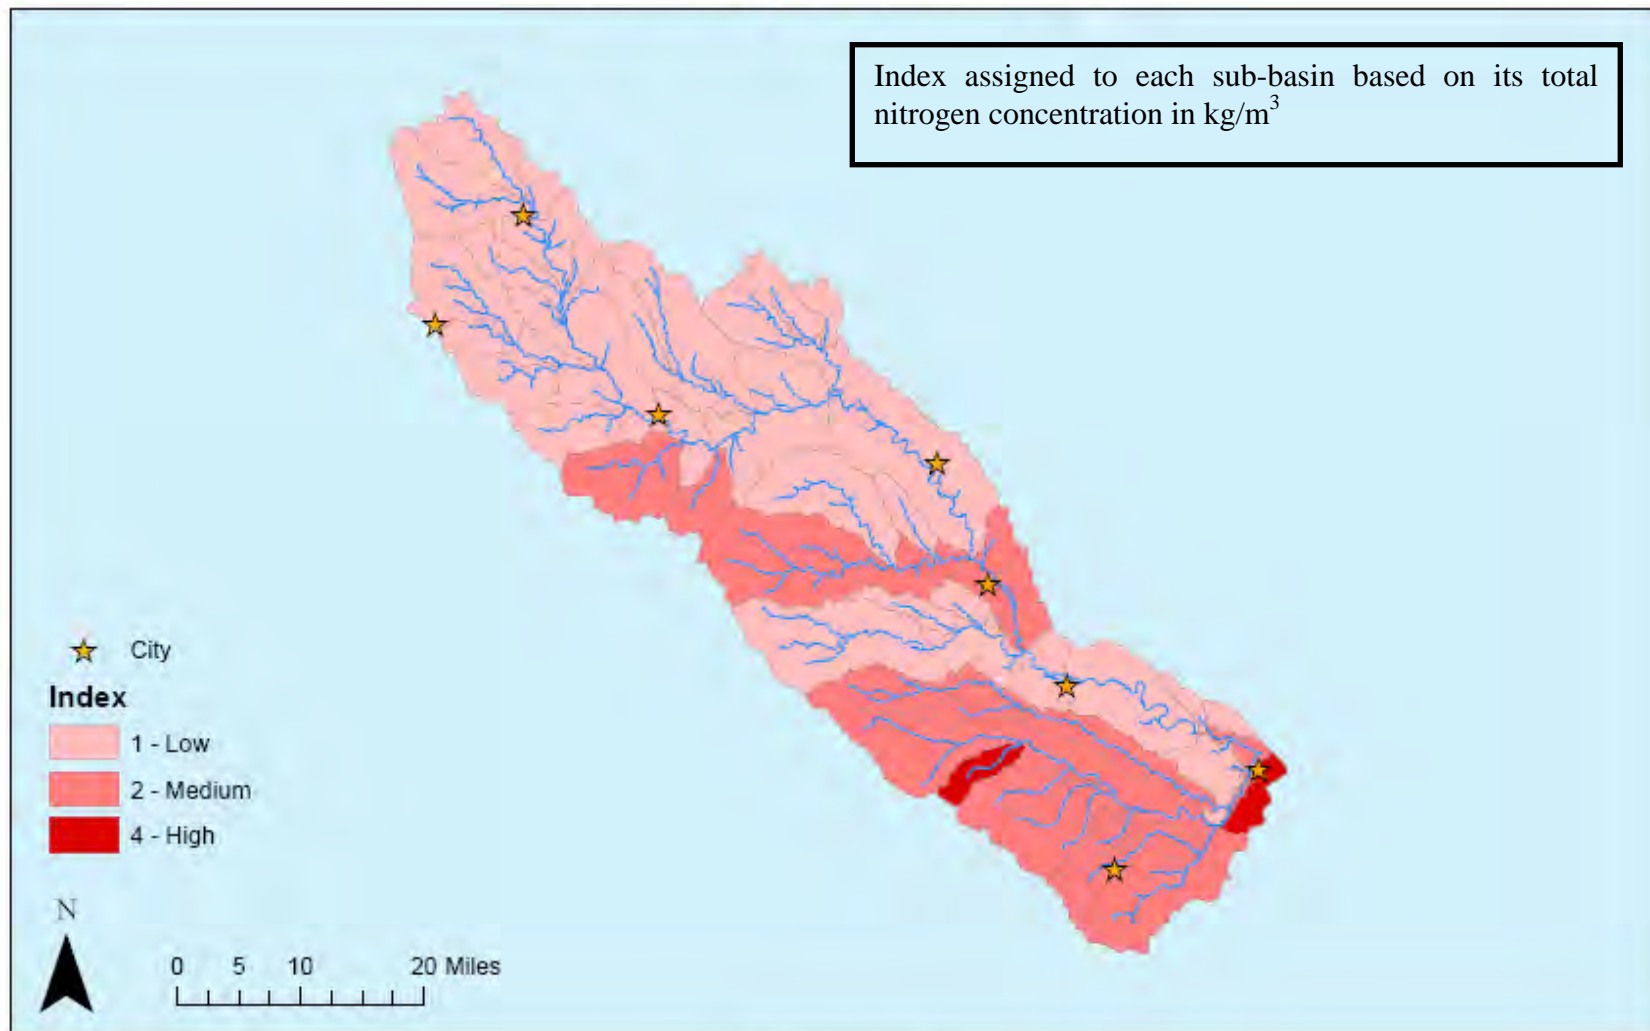 Index assigned to each sub-basin based on its total
nitrogen concentration in kg/m³
City
Index
1 - Low
2 - Medium
4 - High
N
0 5 10 20 Miles